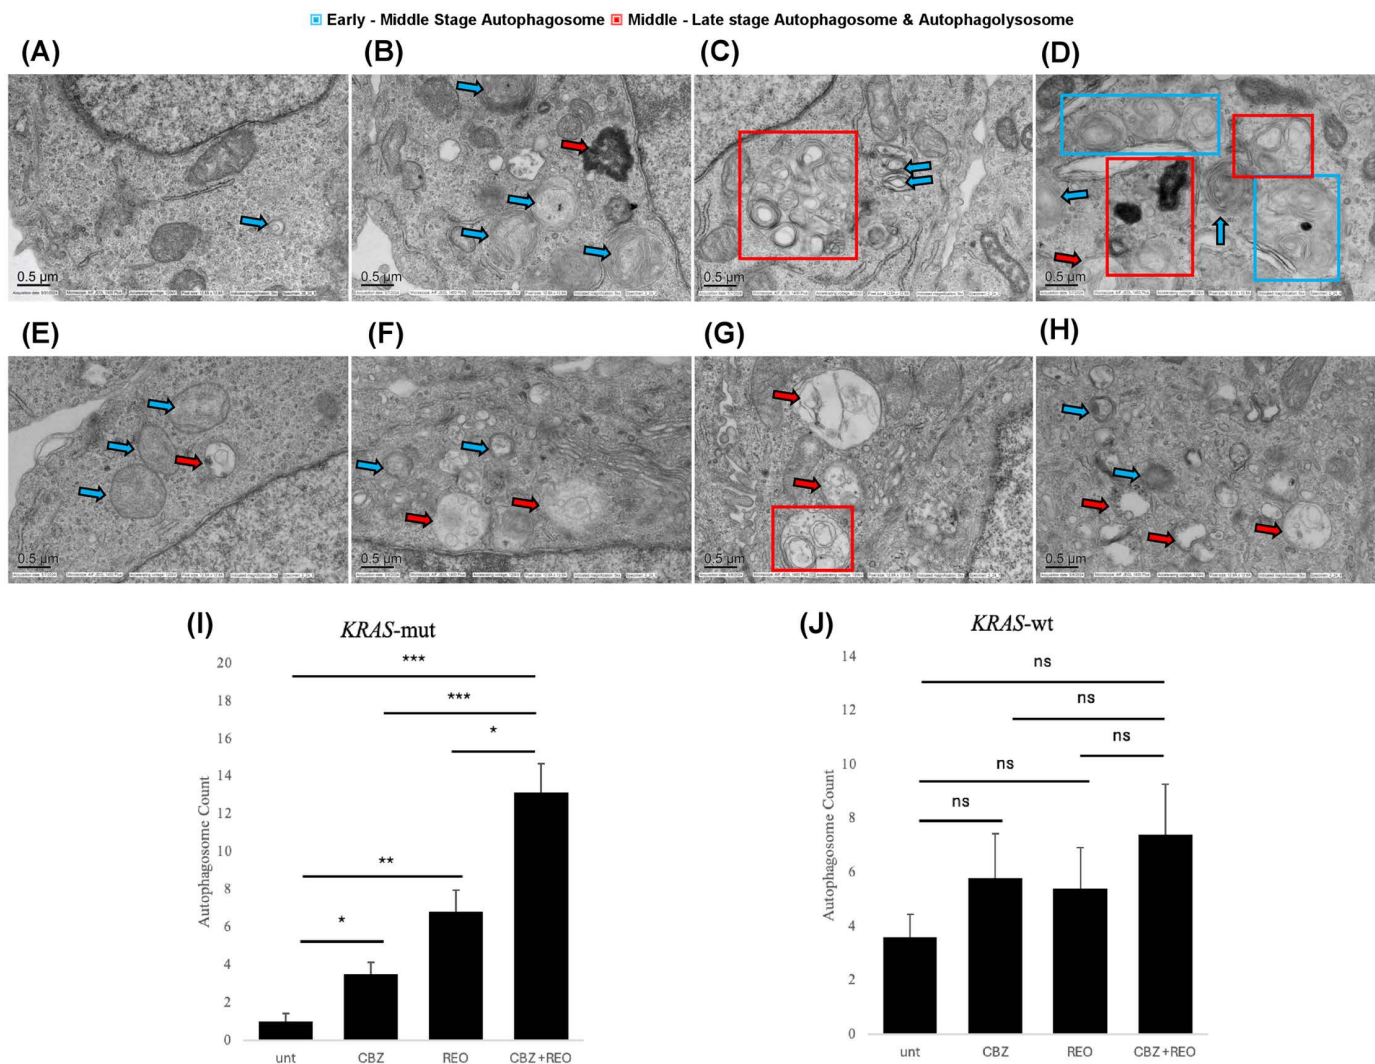 Early - Middle Stage Autophagosome Middle - Late stage Autophagosome & Autophagolysosome
(A) (B) (C) (D)
0.5 µm 0.5 µm 0.5 µm 0.5 µm
(E) (F) (G) (H)
0.5 µm 0.5 µm 0.5 µm 0.5 µm
(I)
KRAS-mut
Autophagosome Count
20
18
16
14
12
10
8
6
4
2
0
***
***
*
**
*
unt CBZ REO CBZ+REO
(J)
KRAS-wt
Autophagosome Count
14
12
10
8
6
4
2
0
ns
ns
ns
ns
ns
unt CBZ REO CBZ+REO